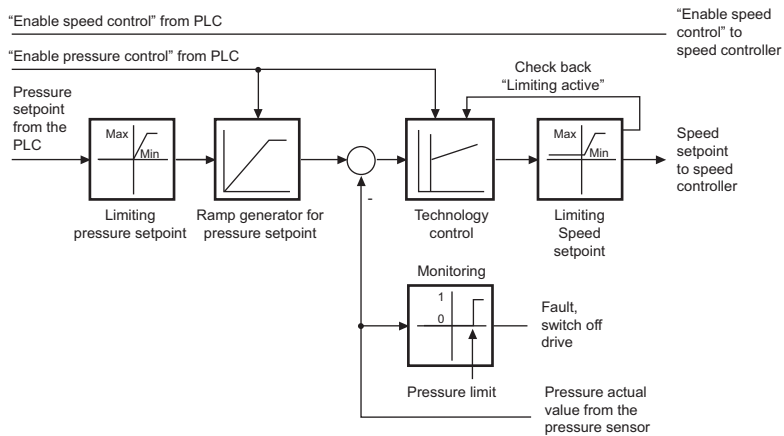 “Enable speed control” from PLC
“Enable speed
control” to
speed controller
“Enable pressure control” from PLC
Check back
“Limiting active”
Pressure
setpoint
from the
PLC
Max
Min
Max
Min
Speed
setpoint
to speed
controller
-
Limiting
pressure setpoint
Ramp generator for
pressure setpoint
Technology
control
Limiting
Speed
setpoint
Monitoring
1
0
Fault,
switch off
drive
Pressure limit
Pressure actual
value from the
pressure sensor